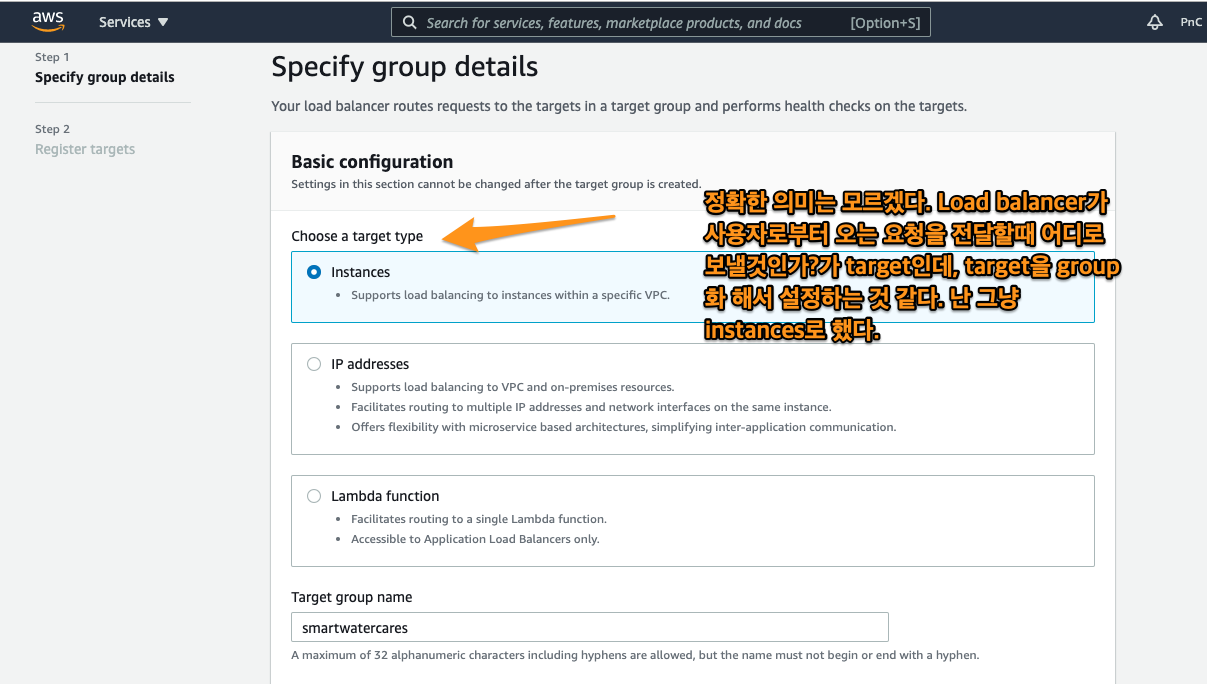 aws
Services ▼
Search for services, features, marketplace products, and docs [Option+S]
PnC
Step 1
Specify group details
Step 2
Register targets
Specify group details
Your load balancer routes requests to the targets in a target group and performs health checks on the targets.
Basic configuration
Settings in this section cannot be changed after the target group is created.
정확한 의미는 모르겠다. Load balancer가
사용자로부터 오는 요청을 전달할때 어디로
보낼것인가?가 target인데, target을 group
화 해서 설정하는 것 같다. 난 그냥
instances로 했다.
Choose a target type
Instances
• Supports load balancing to instances within a specific VPC.
IP addresses
• Supports load balancing to VPC and on-premises resources.
• Facilitates routing to multiple IP addresses and network interfaces on the same instance.
• Offers flexibility with microservice based architectures, simplifying inter-application communication.
Lambda function
• Facilitates routing to a single Lambda function.
• Accessible to Application Load Balancers only.
Target group name
smartwatercares
A maximum of 32 alphanumeric characters including hyphens are allowed, but the name must not begin or end with a hyphen.